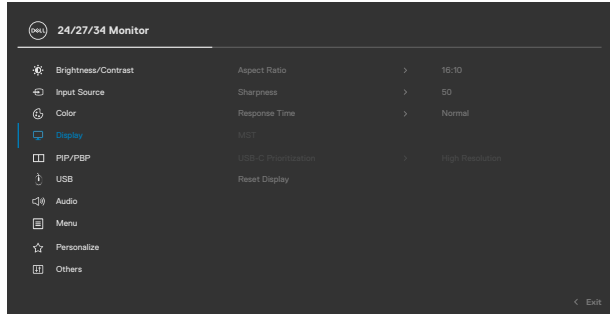 DELL 24/27/34 Monitor
Brightness/Contrast Aspect Ratio > 16:10
Input Source Sharpness > 50
Color Response Time > Normal
Display MST
PIP/PBP USB-C Prioritization > High Resolution
USB Reset Display
Audio
Menu
Personalize
Others
< Exit